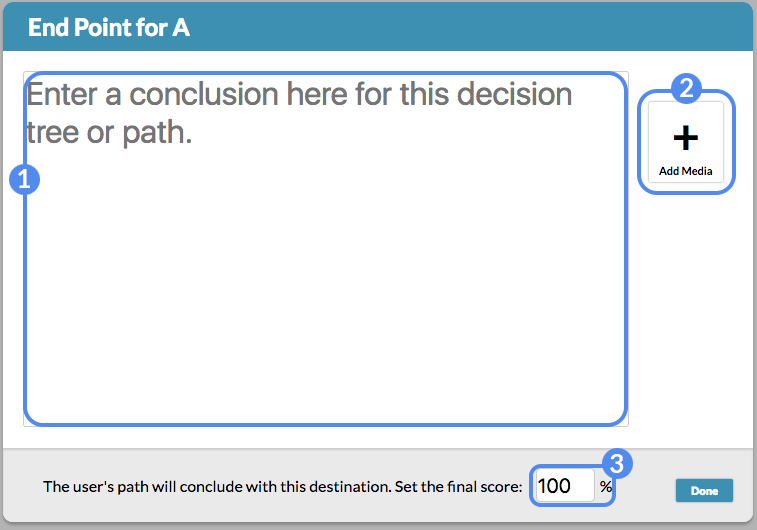 End Point for A
2
Enter a conclusion here for this decision
tree or path.
+
Add Media
1
3
The user's path will conclude with this destination. Set the final score: 100 %
Done